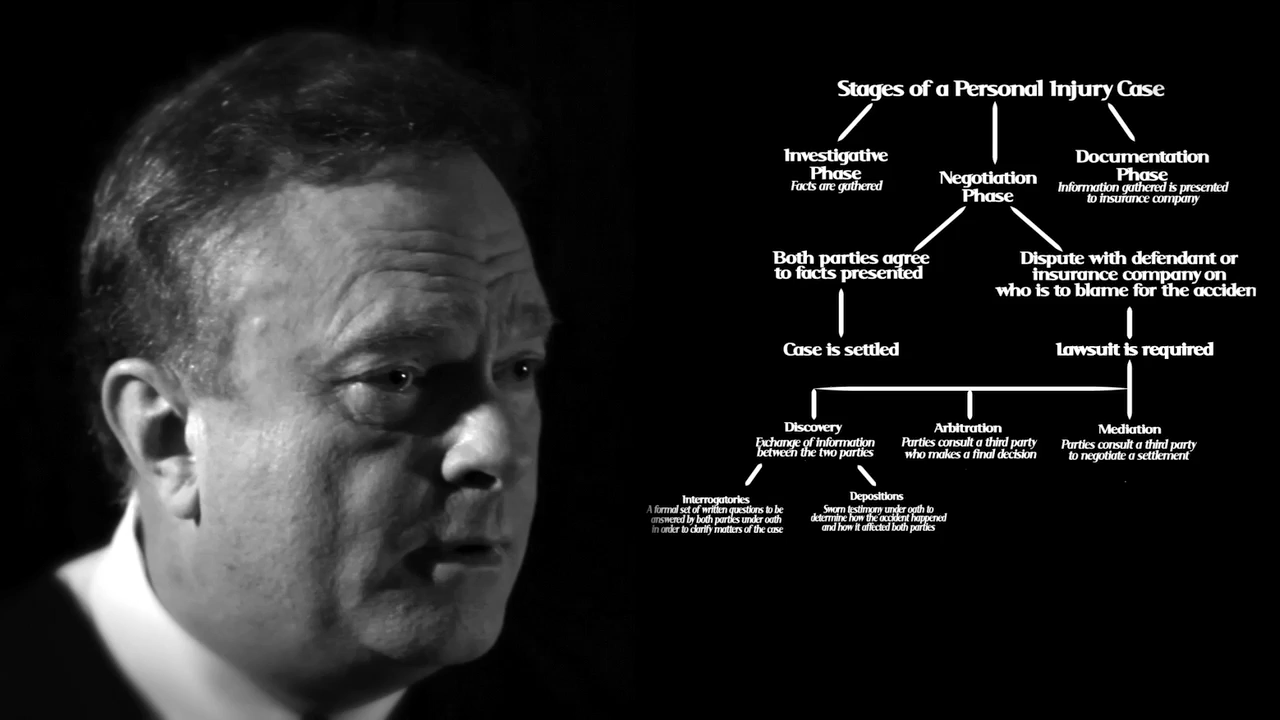 Stages of a Personal Injury Case
Investigative
Phase
Facts are gathered
Negotiation
Phase
Documentation
Phase
Information gathered is presented
to insurance company
Both parties agree
to facts presented
Dispute with defendant or
insurance company on
who is to blame for the acciden
Case is settled
Lawsuit is required
Discovery
Exchange of information
between the two parties
Arbitration
Parties consult a third party
who makes a final decision
Mediation
Parties consult a third party
to negotiate a settlement
Interrogatories
A formal set of written questions to be
answered by both parties under oath
in order to clarify matters of the case
Depositions
Sworn testimony under oath to
determine how the accident happened
and how it affected both parties